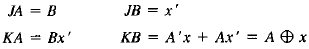 JA = B JB = x′
KA = Bx′ KB = A′x + Ax′ = A ⊕ x